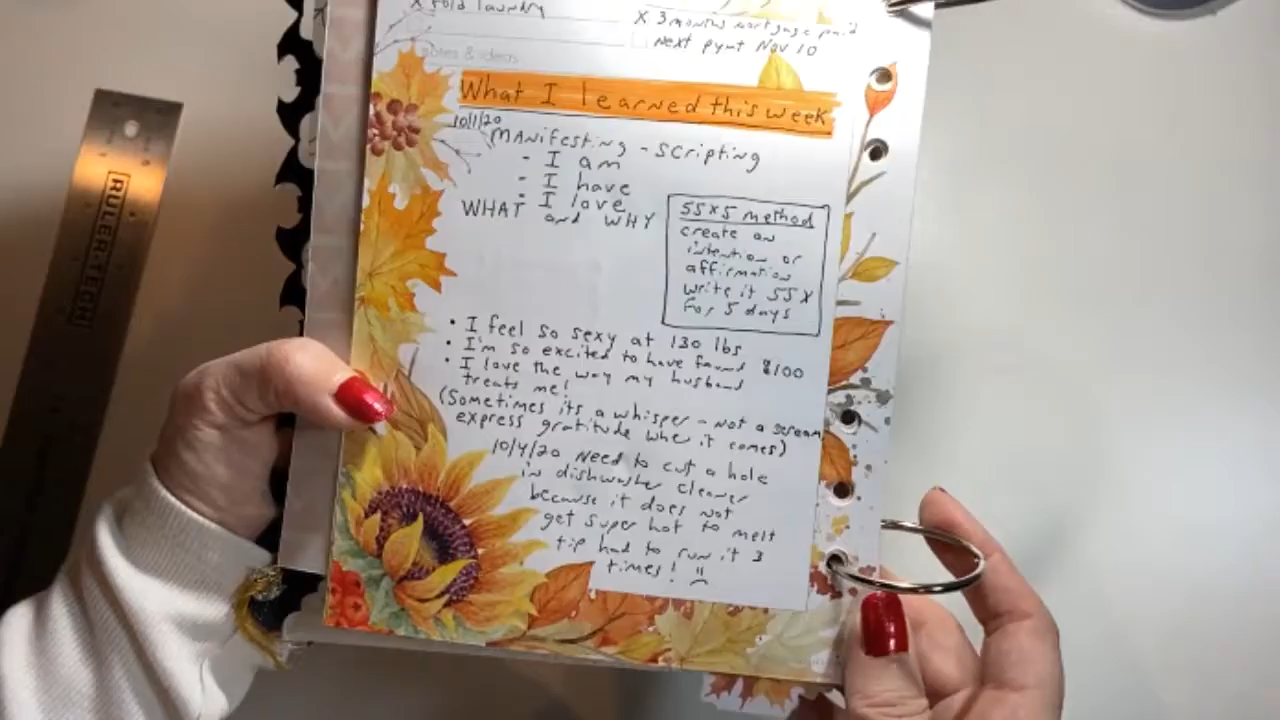 X fold laundry
X 3 months mortgage paid
Next pymt Nov 10
notes & ideas
What I learned this week
10/1/20
MANifesting - scripting
- I am
- I have
- I love
WHAT and WHY
55x5 method
create an
intention or
affirmation
write it 55X
For 5 days
• I feel so sexy at 130 lbs
• I'm so excited to have found $100
• I love the way my husband
treats me!
(Sometimes its a whisper - not a scream
express gratitude when it comes)
10/4/20 Need to cut a hole
in dishwasher cleaner
because it does not
get super hot to melt
tip had to run it 3
times!
RULER-TECH